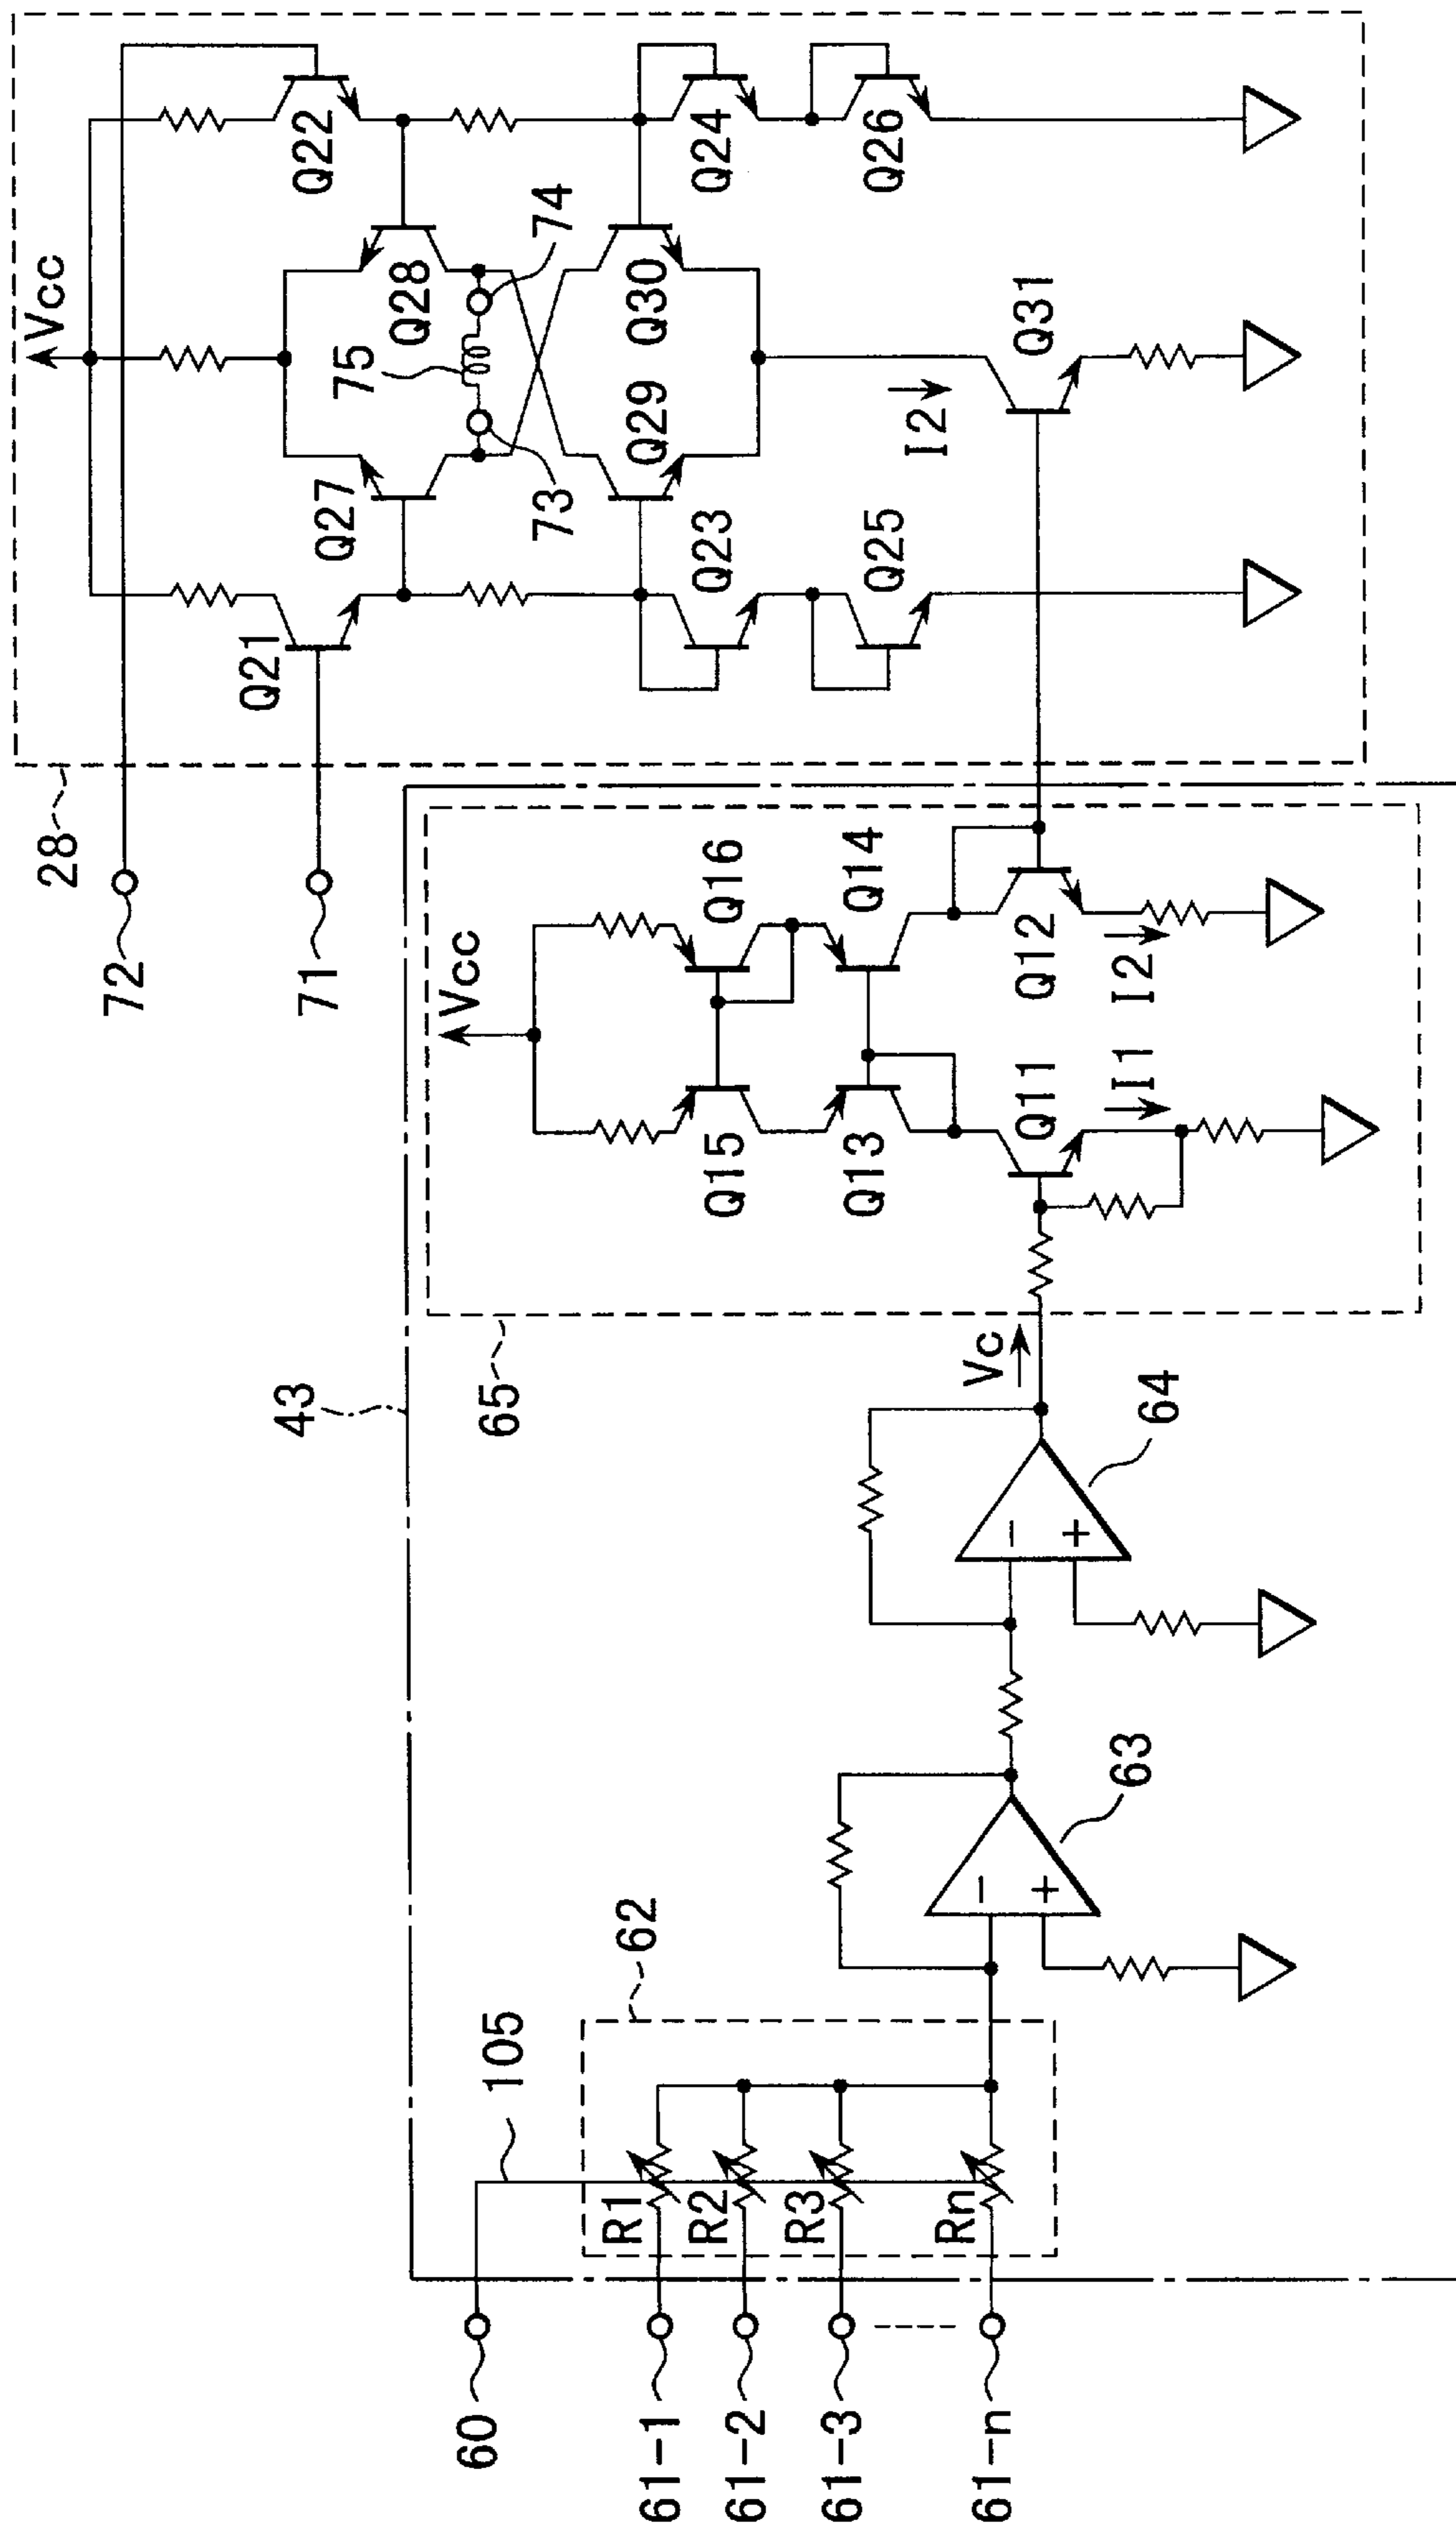 60
61-1
61-2
61-3
61-n
105
62
R1
R2
R3
Rn
63
−
+
64
−
+
43
65
Vc
Vcc
Q15
Q16
Q13
Q14
Q11
Q12
I1
I2
28
72
71
Vcc
Q21
Q22
Q27
Q28
75
73
74
Q29
Q30
Q23
Q24
Q25
Q26
I2
Q31